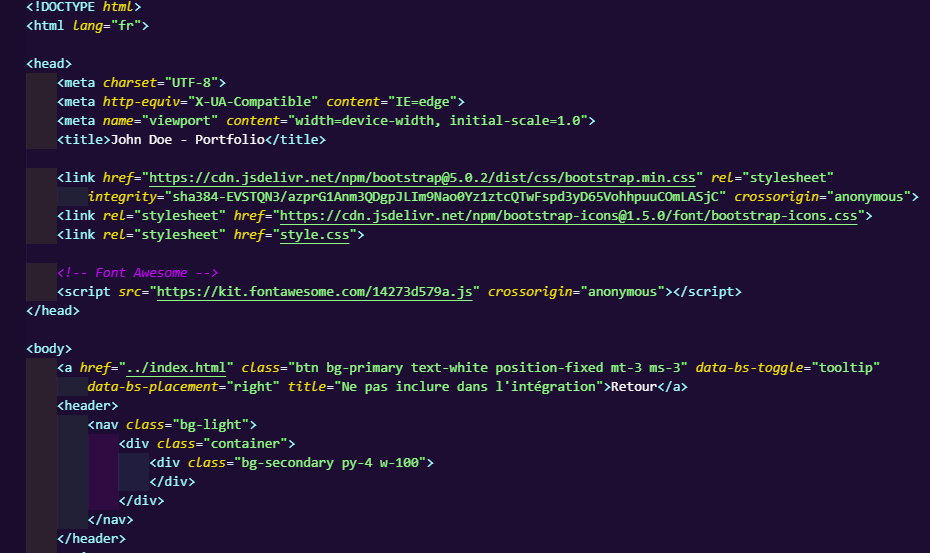 <!DOCTYPE html>
<html lang="fr">
<head>
<meta charset="UTF-8">
<meta http-equiv="X-UA-Compatible" content="IE=edge">
<meta name="viewport" content="width=device-width, initial-scale=1.0">
<title>John Doe - Portfolio</title>
<link href="https://cdn.jsdelivr.net/npm/bootstrap@5.0.2/dist/css/bootstrap.min.css" rel="stylesheet"
integrity="sha384-EVSTQN3/azprG1Anm3QDgpJLIm9Nao0Yz1ztcQTwFspd3yD65VohhpuuCOmLASjC" crossorigin="anonymous">
<link rel="stylesheet" href="https://cdn.jsdelivr.net/npm/bootstrap-icons@1.5.0/font/bootstrap-icons.css">
<link rel="stylesheet" href="style.css">
<!-- Font Awesome -->
<script src="https://kit.fontawesome.com/14273d579a.js" crossorigin="anonymous"></script>
</head>
<body>
<a href="../index.html" class="btn bg-primary text-white position-fixed mt-3 ms-3" data-bs-toggle="tooltip"
data-bs-placement="right" title="Ne pas inclure dans l'intégration">Retour</a>
<header>
<nav class="bg-light">
<div class="container">
<div class="bg-secondary py-4 w-100">
</div>
</div>
</nav>
</header>